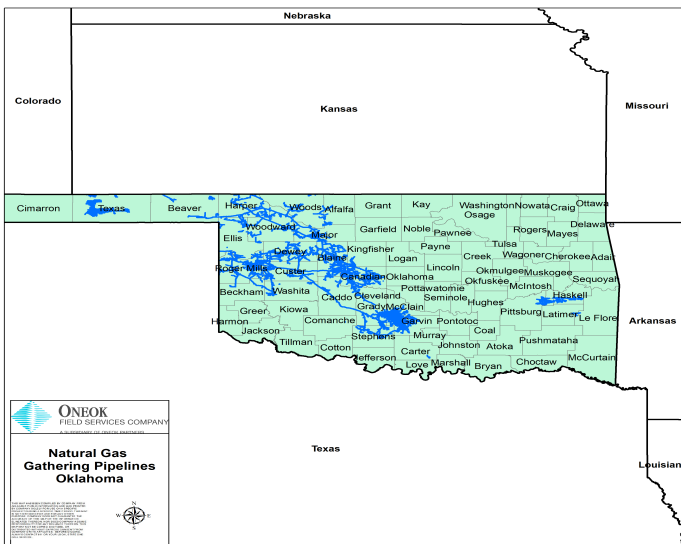 Nebraska
Colorado
Kansas
Missouri
Cimarron
Texas
Beaver
Harper
Woods
Alfalfa
Grant
Kay
Washington
Nowata
Craig
Ottawa
Osage
Delaware
Woodward
Major
Garfield
Noble
Pawnee
Rogers
Mayes
Ellis
Tulsa
Dewey
Blaine
Kingfisher
Logan
Payne
Creek
Wagoner
Cherokee
Adair
Roger Mills
Custer
Canadian
Oklahoma
Lincoln
Okmulgee
Muskogee
Okfuskee
McIntosh
Sequoyah
Beckham
Washita
Caddo
Cleveland
Pottawatomie
Seminole
Hughes
Haskell
Greer
Kiowa
Grady
McClain
Pittsburg
Latimer
Le Flore
Harmon
Jackson
Comanche
Garvin
Pontotoc
Coal
Arkansas
Tillman
Stephens
Murray
Johnston
Atoka
Pushmataha
Cotton
Jefferson
Carter
Love
Marshall
Bryan
Choctaw
McCurtain
ONEOK
FIELD SERVICES COMPANY
A SUBSIDIARY OF ONEOK PARTNERS
Texas
Natural Gas
Gathering Pipelines
Oklahoma
Louisian
N
W
E
S